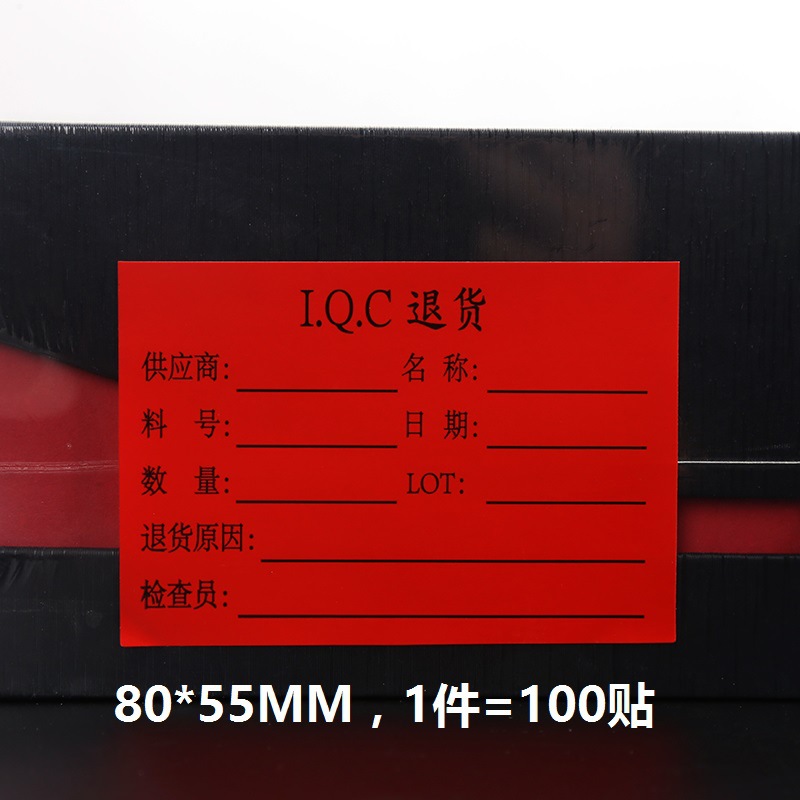 I.Q.C 退货
供应商: 名 称:
料 号: 日 期:
数 量: LOT:
退货原因:
检查员:
80*55MM，1件=100贴